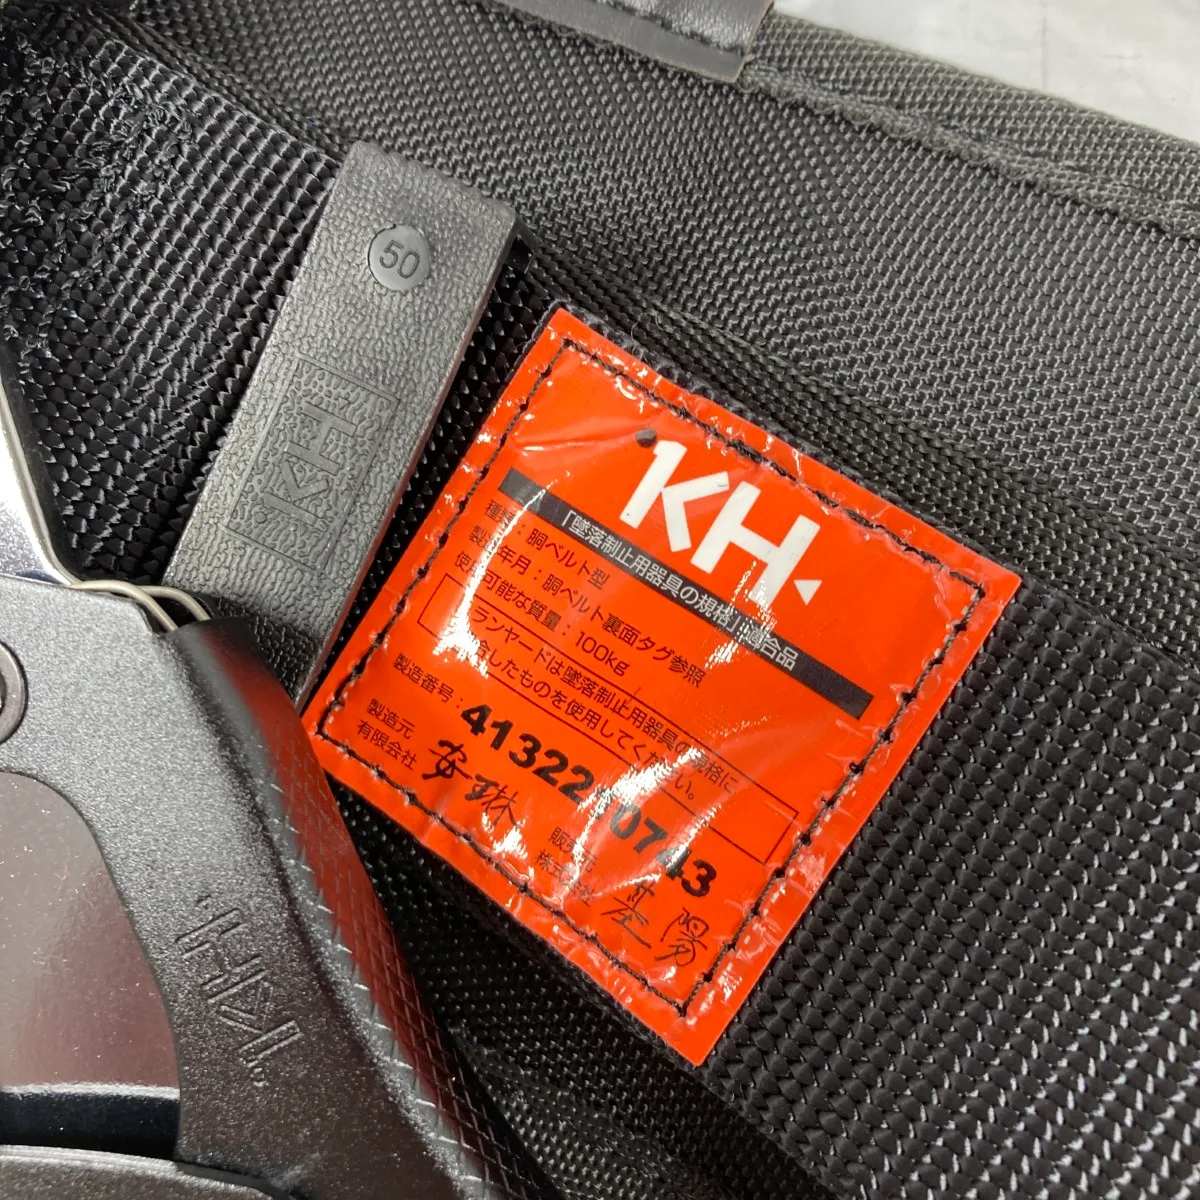 50
KH
KH
「墜落制止用器具の規格」適合品
種類：胴ベルト型
製造年月：胴ベルト裏面タグ参照
使用可能な質量：100kg
ランヤードは墜落制止用器具の規格に
適合したものを使用してください。
製造番号：
製造元
有限会社 安琳
販売元
株式会社 基陽
KH